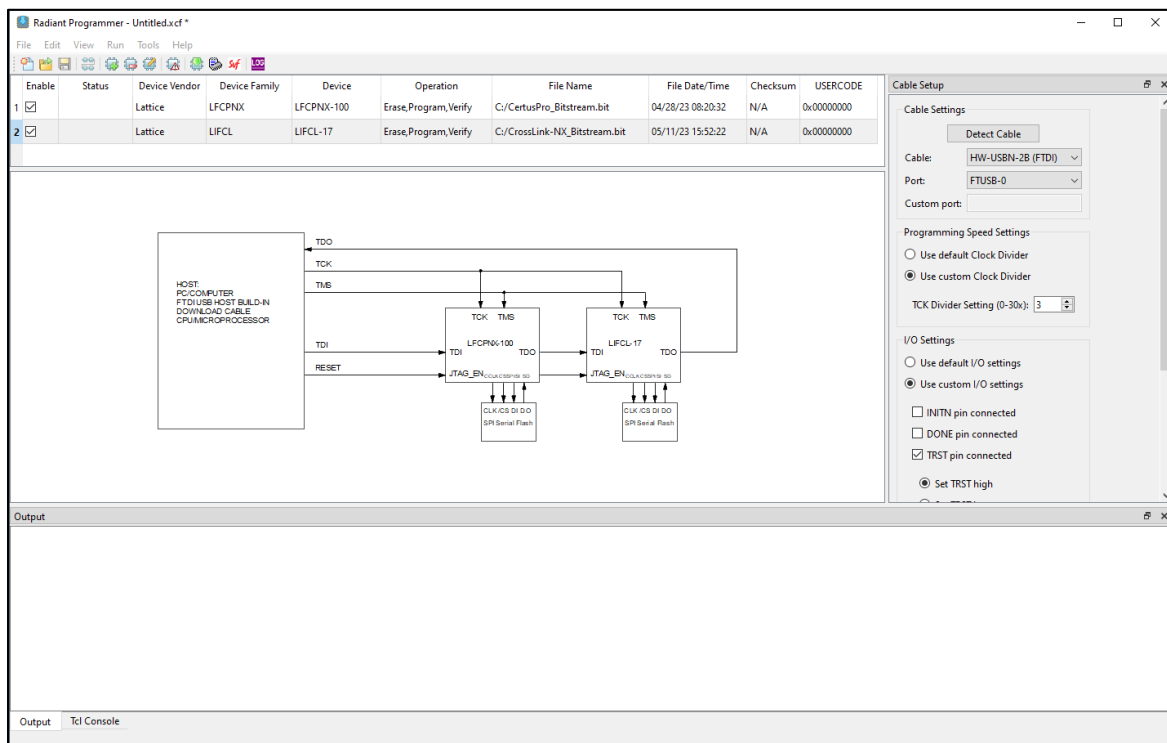 Radiant Programmer - Untitled.xcf *
File Edit View Run Tools Help
Svf LOG
Enable Status Device Vendor Device Family Device Operation File Name File Date/Time Checksum USERCODE
1 Lattice LFCPNX LFCPNX-100 Erase,Program,Verify C:/CertusPro_Bitstream.bit 04/28/23 08:20:32 N/A 0x00000000
2 Lattice LIFCL LIFCL-17 Erase,Program,Verify C:/CrossLink-NX_Bitstream.bit 05/11/23 15:52:22 N/A 0x00000000
HOST:
PC/COMPUTER
FTDI USB HOST BUILD-IN
DOWNLOAD CABLE
CPU/MICROPROCESSOR
TDO
TCK
TMS
TDI
RESET
TCK TMS
LFCPNX-100
TDI TDO
JTAG_EN
CLK /CS DI DO
SPI Serial Flash
TCK TMS
LIFCL-17
TDI TDO
JTAG_EN
CLK /CS DI DO
SPI Serial Flash
Cable Setup
Cable Settings
Detect Cable
Cable: HW-USBN-2B (FTDI)
Port: FTUSB-0
Custom port:
Programming Speed Settings
Use default Clock Divider
Use custom Clock Divider
TCK Divider Setting (0-30x): 3
I/O Settings
Use default I/O settings
Use custom I/O settings
INITN pin connected
DONE pin connected
TRST pin connected
Set TRST high
Output
Output Tcl Console